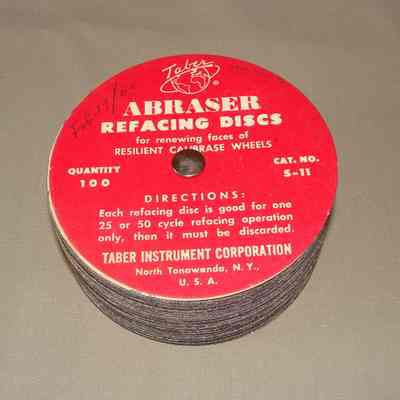 Taber
®
ABRASER
REFACING DISCS
for renewing faces of
RESILIENT CALIBRASE WHEELS
QUANTITY
100
CAT. NO.
S-11
DIRECTIONS:
Each refacing disc is good for one
25 or 50 cycle refacing operation
only, then it must be discarded.
TABER INSTRUMENT CORPORATION
North Tonawanda, N. Y.,
U. S. A.